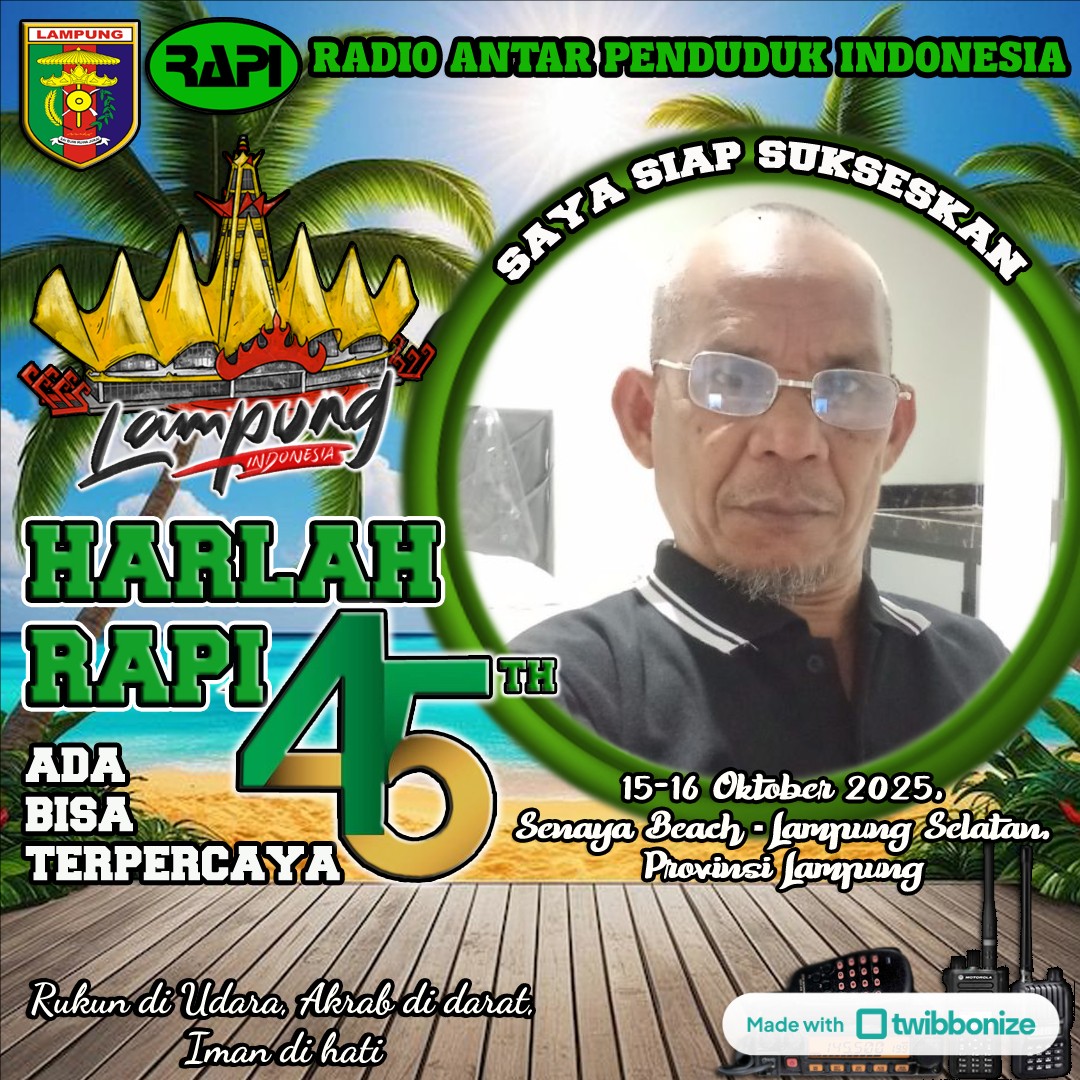 LAMPUNG
RAPI
RADIO ANTAR PENDUDUK INDONESIA
SAYA SIAP SUKSESKAN
Lampung
INDONESIA
HARLAH
RAPI 45 TH
ADA
BISA
TERPERCAYA
15-16 Oktober 2025,
Senaya Beach - Lampung Selatan,
Provinsi Lampung
Rukun di Udara, Akrab di darat,
Iman di hati
MOTOROLA
Made with twibbonize